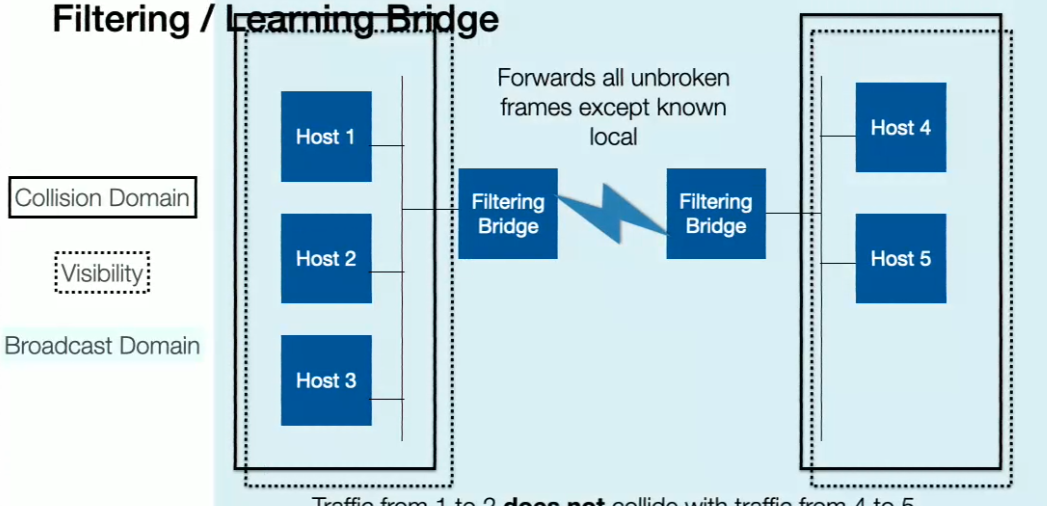 Filtering / Learning Bridge
Forwards all unbroken
frames except known
local
Host 1
Host 2
Host 3
Filtering
Bridge
Filtering
Bridge
Host 4
Host 5
Collision Domain
Visibility
Broadcast Domain
Traffic from 1 to 2 does not collide with traffic from 4 to 5